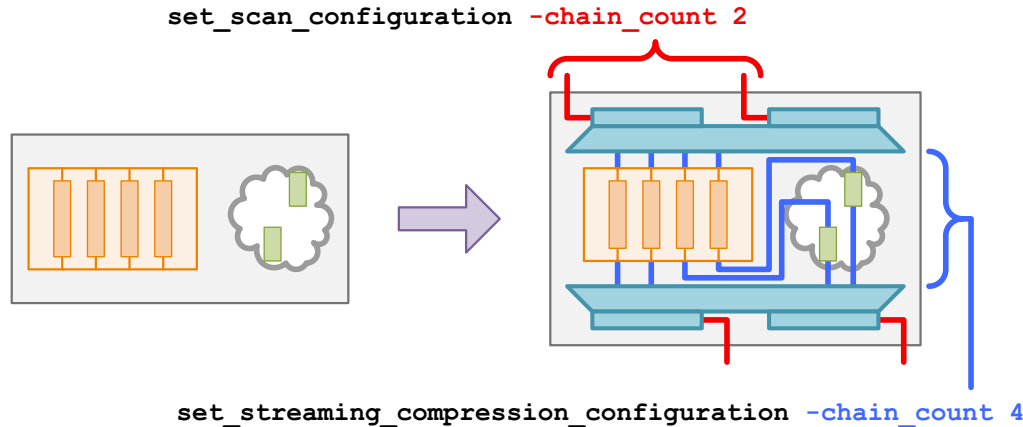 set_scan_configuration -chain_count 2
set_streaming_compression_configuration -chain_count 4